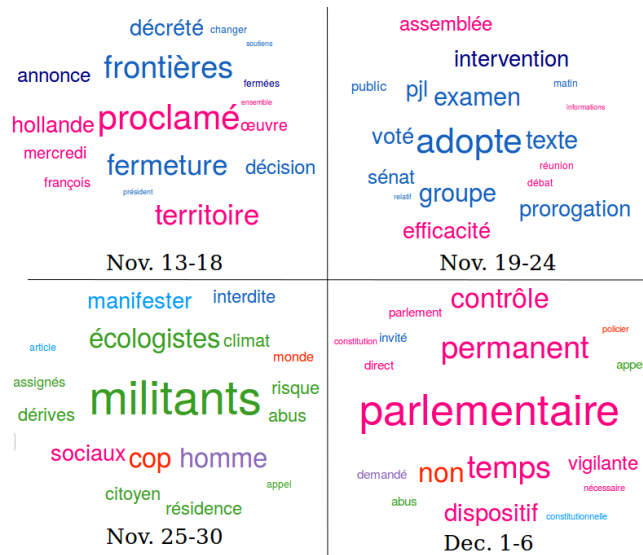 décrété changer
soutiens
annonce frontières
fermées
ensemble
hollande proclamé œuvre
mercredi
fermeture décision
françois
président
territoire
Nov. 13-18
assemblée
intervention
public pjl examen matin
informations
voté adopte texte
réunion
sénat
débat
relatif groupe
prorogation
efficacité
Nov. 19-24
manifester interdite
écologistes climat
article
monde
assignés militants risque
dérives abus
sociaux cop homme
appel
citoyen
résidence
Nov. 25-30
contrôle
parlement
policier
constitution invité permanent
direct appe
parlementaire
demandé non temps vigilante
nécessaire
abus
dispositif constitutionnelle
Dec. 1-6